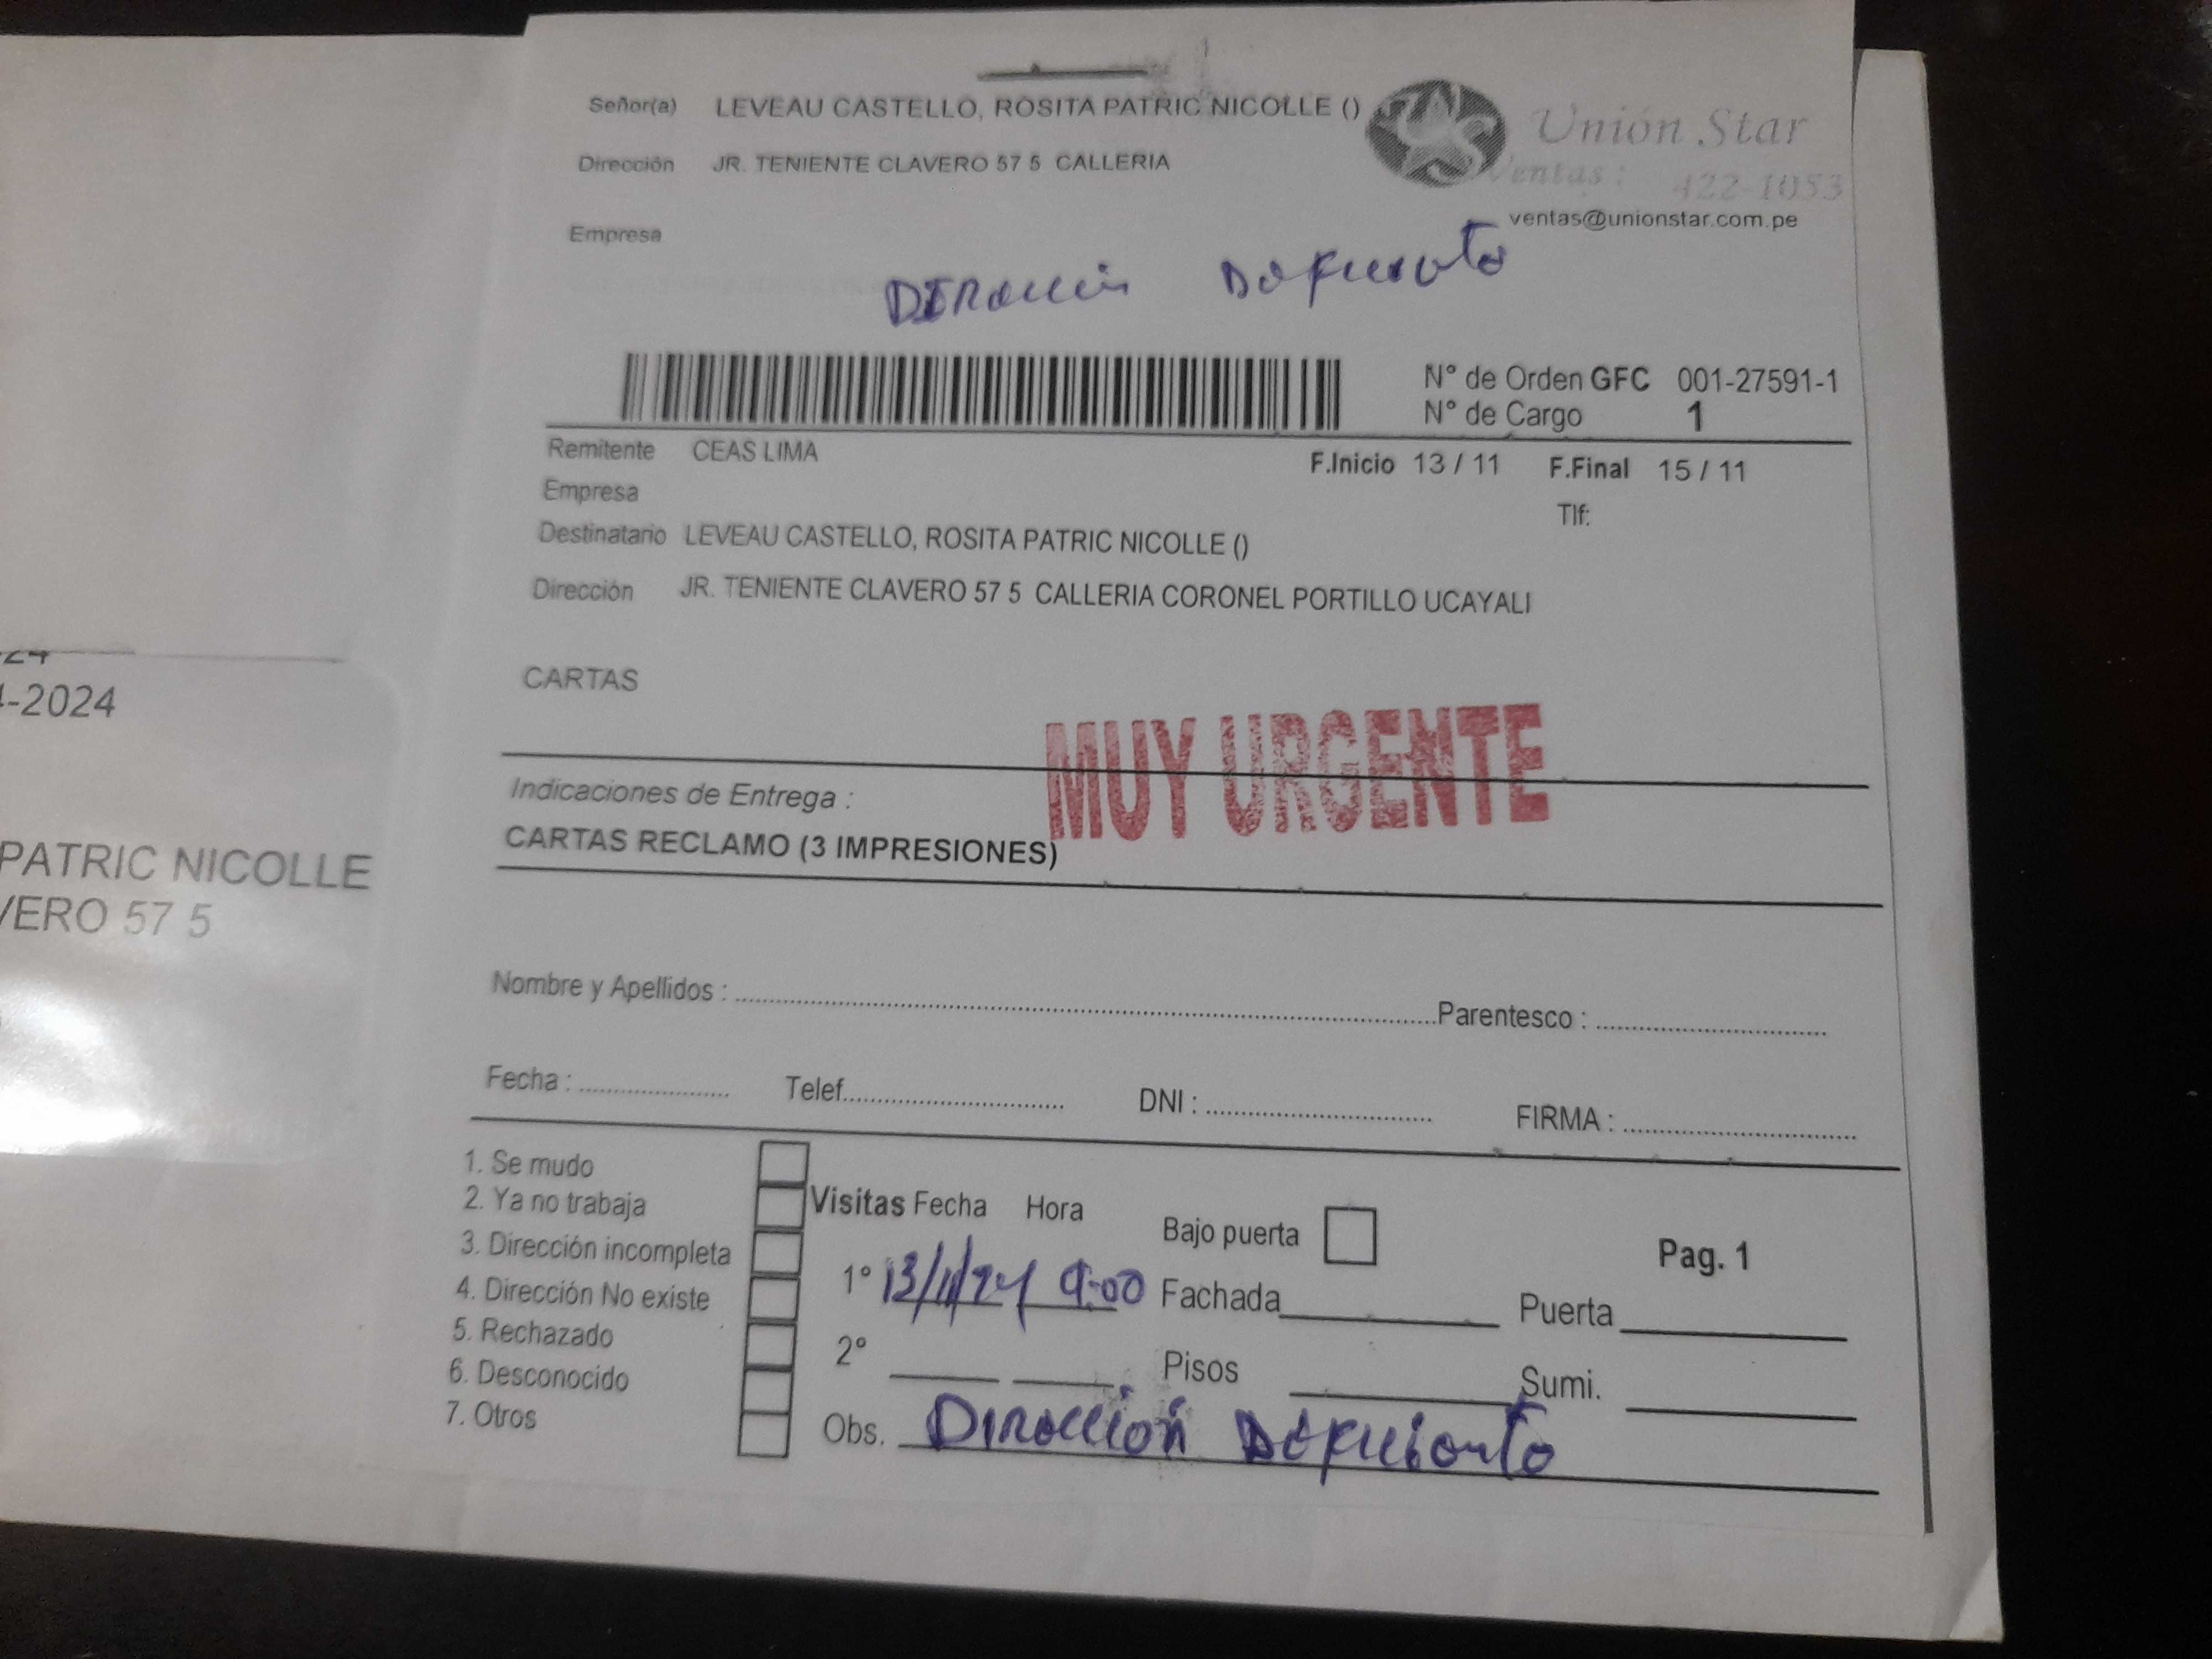 Señor(a) LEVEAU CASTELLO, ROSITA PATRIC NICOLLE ()
Unión Star
Dirección JR. TENIENTE CLAVERO 57 5 CALLERIA
Ventas: 422-1053
ventas@unionstar.com.pe
Empresa
N° de Orden GFC 001-27591-1
N° de Cargo 1
Remitente CEAS LIMA
F.Inicio 13 / 11 F.Final 15 / 11
Empresa
Tlf:
Destinatario LEVEAU CASTELLO, ROSITA PATRIC NICOLLE ()
Dirección JR. TENIENTE CLAVERO 57 5 CALLERIA CORONEL PORTILLO UCAYALI
CARTAS
MUY URGENTE
Indicaciones de Entrega :
CARTAS RECLAMO (3 IMPRESIONES)
Nombre y Apellidos : Parentesco :
Fecha : Telef. DNI : FIRMA :
1. Se mudo
2. Ya no trabaja
3. Dirección incompleta
4. Dirección No existe
5. Rechazado
6. Desconocido
7. Otros
Visitas Fecha Hora
Bajo puerta
Pag. 1
1° 13/11/24 9:00 Fachada Puerta
2° Pisos Sumi.
Obs. Dirección
-2024
PATRIC NICOLLE
VERO 57 5